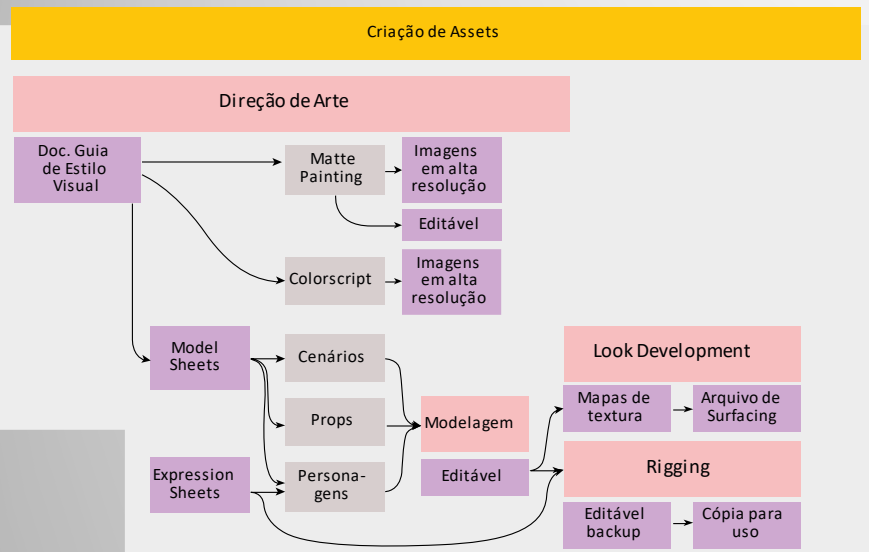 Criação de Assets
Direção de Arte
Doc. Guia
de Estilo
Visual
Matte
Painting
Imagens
em alta
resolução
Editável
Colorscript
Imagens
em alta
resolução
Model
Sheets
Cenários
Props
Persona-
gens
Expression
Sheets
Modelagem
Editável
Look Development
Mapas de
textura
Arquivo de
Surfacing
Rigging
Editável
backup
Cópia para
uso